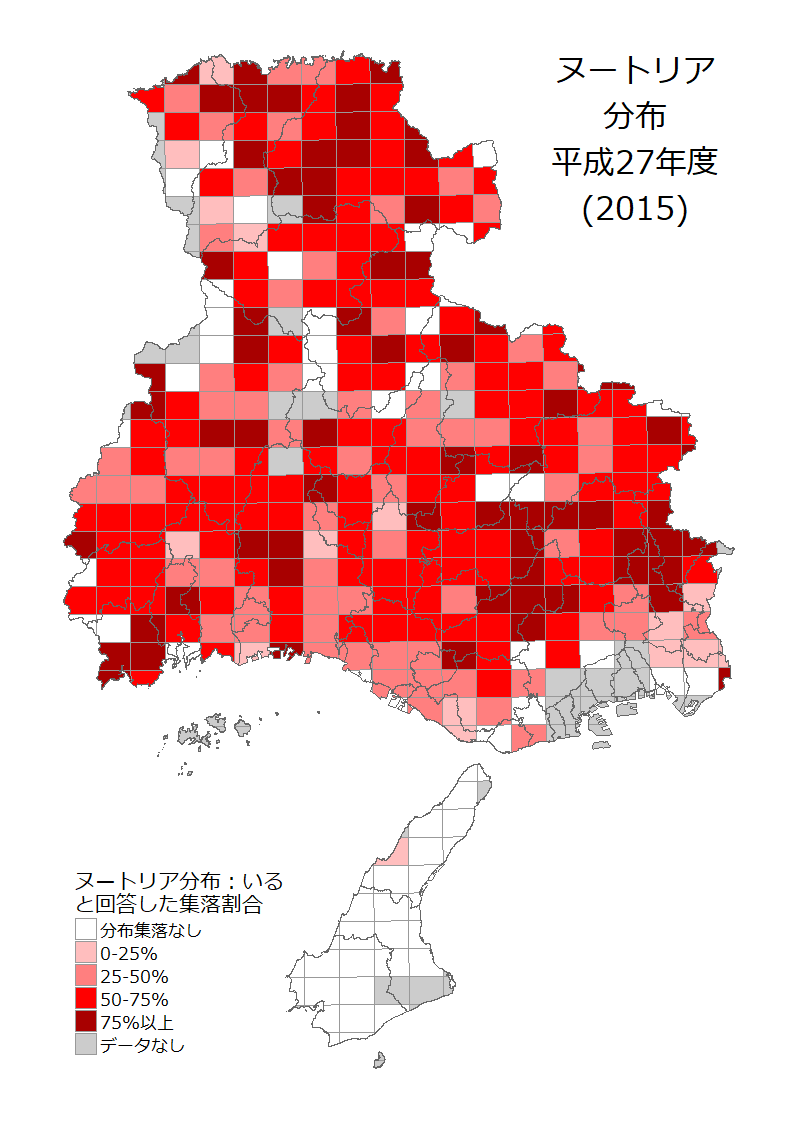 ヌートリア
分布
平成27年度
(2015)
ヌートリア分布：いる
と回答した集落割合
分布集落なし
0-25%
25-50%
50-75%
75%以上
データなし